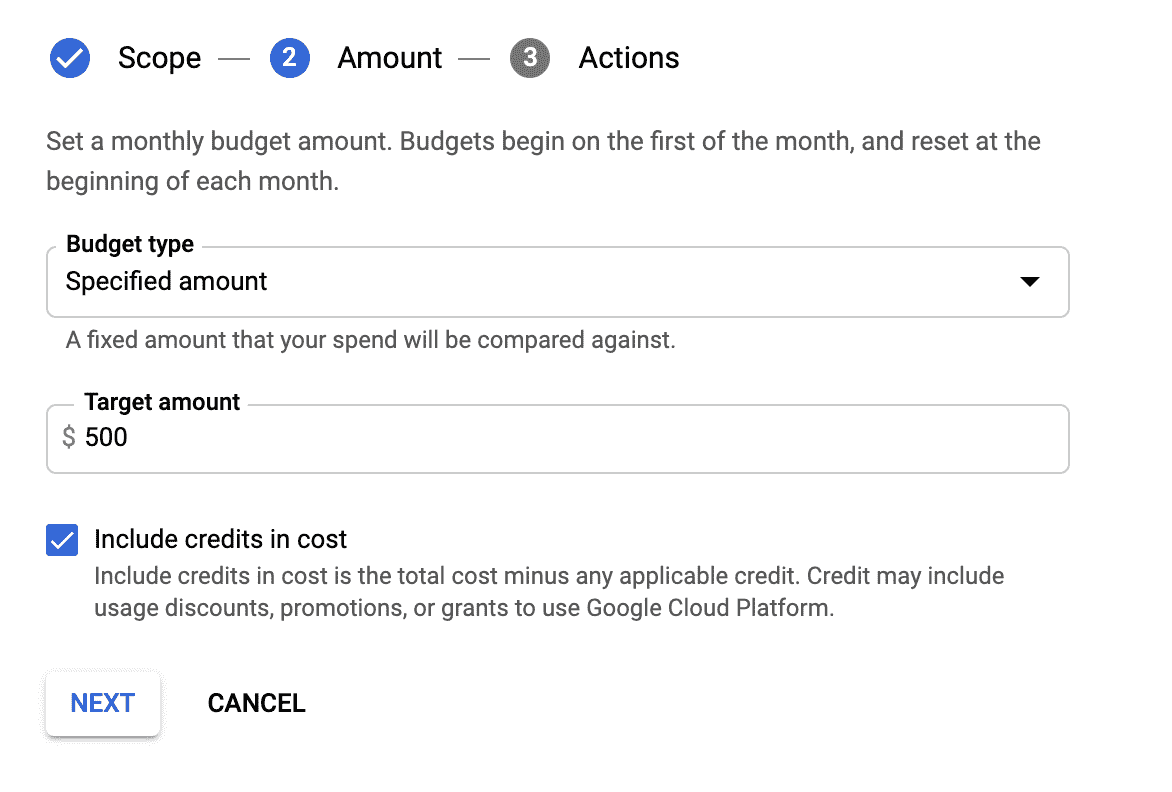 Scope — 2 Amount — 3 Actions
Set a monthly budget amount. Budgets begin on the first of the month, and reset at the
beginning of each month.
Budget type
Specified amount
A fixed amount that your spend will be compared against.
Target amount
$ 500
Include credits in cost
Include credits in cost is the total cost minus any applicable credit. Credit may include
usage discounts, promotions, or grants to use Google Cloud Platform.
NEXT CANCEL